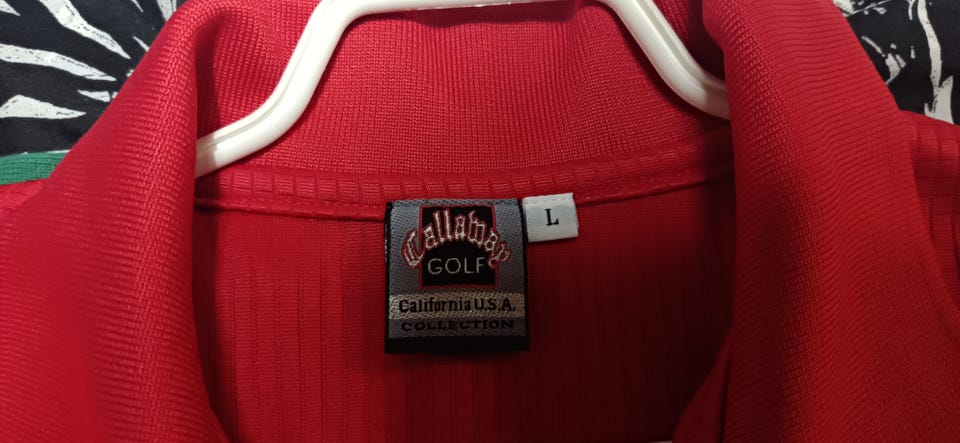 Callaway
GOLF
California U.S.A.
COLLECTION
L